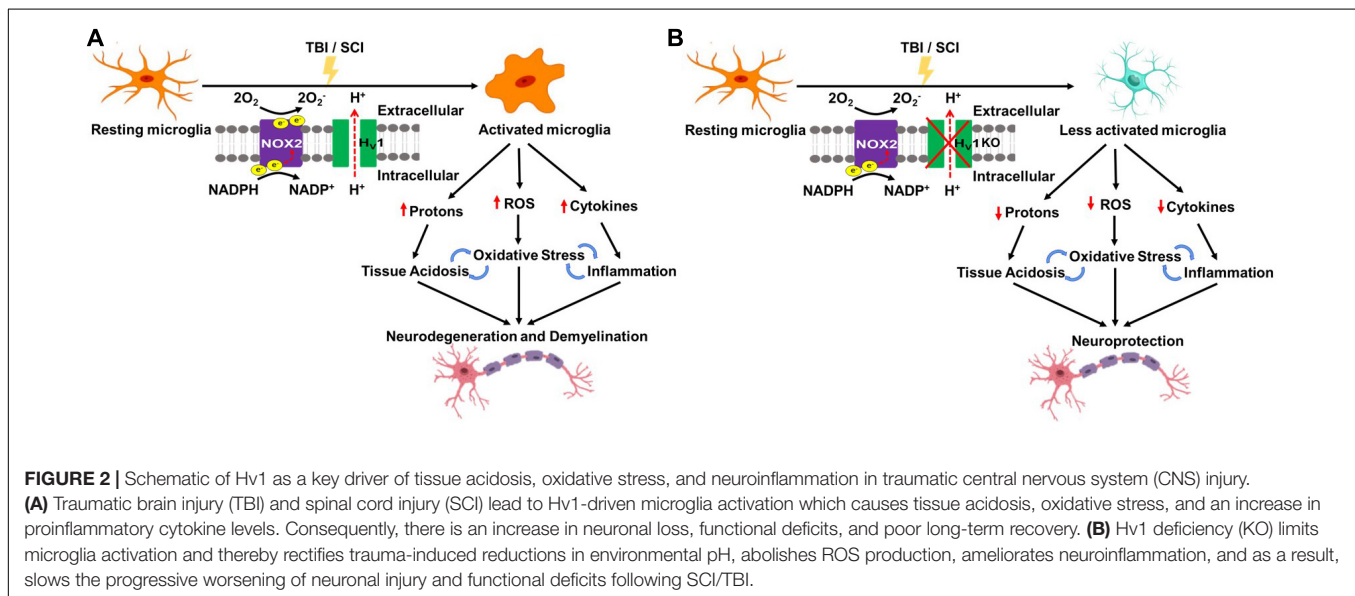 A
TBI / SCI
2O₂ 2O₂⁻ H⁺
Extracellular
Resting microglia
Activated microglia
e⁻ e⁻
NOX2
Hv1
e⁻ e⁻
Intracellular
NADPH NADP⁺ H⁺
Protons
ROS
Cytokines
Oxidative Stress
Tissue Acidosis
Inflammation
Neurodegeneration and Demyelination
B
TBI / SCI
2O₂ 2O₂⁻ H⁺
Extracellular
Resting microglia
Less activated microglia
e⁻ e⁻
NOX2
Hv1 KO
e⁻ e⁻
Intracellular
NADPH NADP⁺ H⁺
Protons
ROS
Cytokines
Oxidative Stress
Tissue Acidosis
Inflammation
Neuroprotection
FIGURE 2 | Schematic of Hv1 as a key driver of tissue acidosis, oxidative stress, and neuroinflammation in traumatic central nervous system (CNS) injury.
(A) Traumatic brain injury (TBI) and spinal cord injury (SCI) lead to Hv1-driven microglia activation which causes tissue acidosis, oxidative stress, and an increase in
proinflammatory cytokine levels. Consequently, there is an increase in neuronal loss, functional deficits, and poor long-term recovery. (B) Hv1 deficiency (KO) limits
microglia activation and thereby rectifies trauma-induced reductions in environmental pH, abolishes ROS production, ameliorates neuroinflammation, and as a result,
slows the progressive worsening of neuronal injury and functional deficits following SCI/TBI.